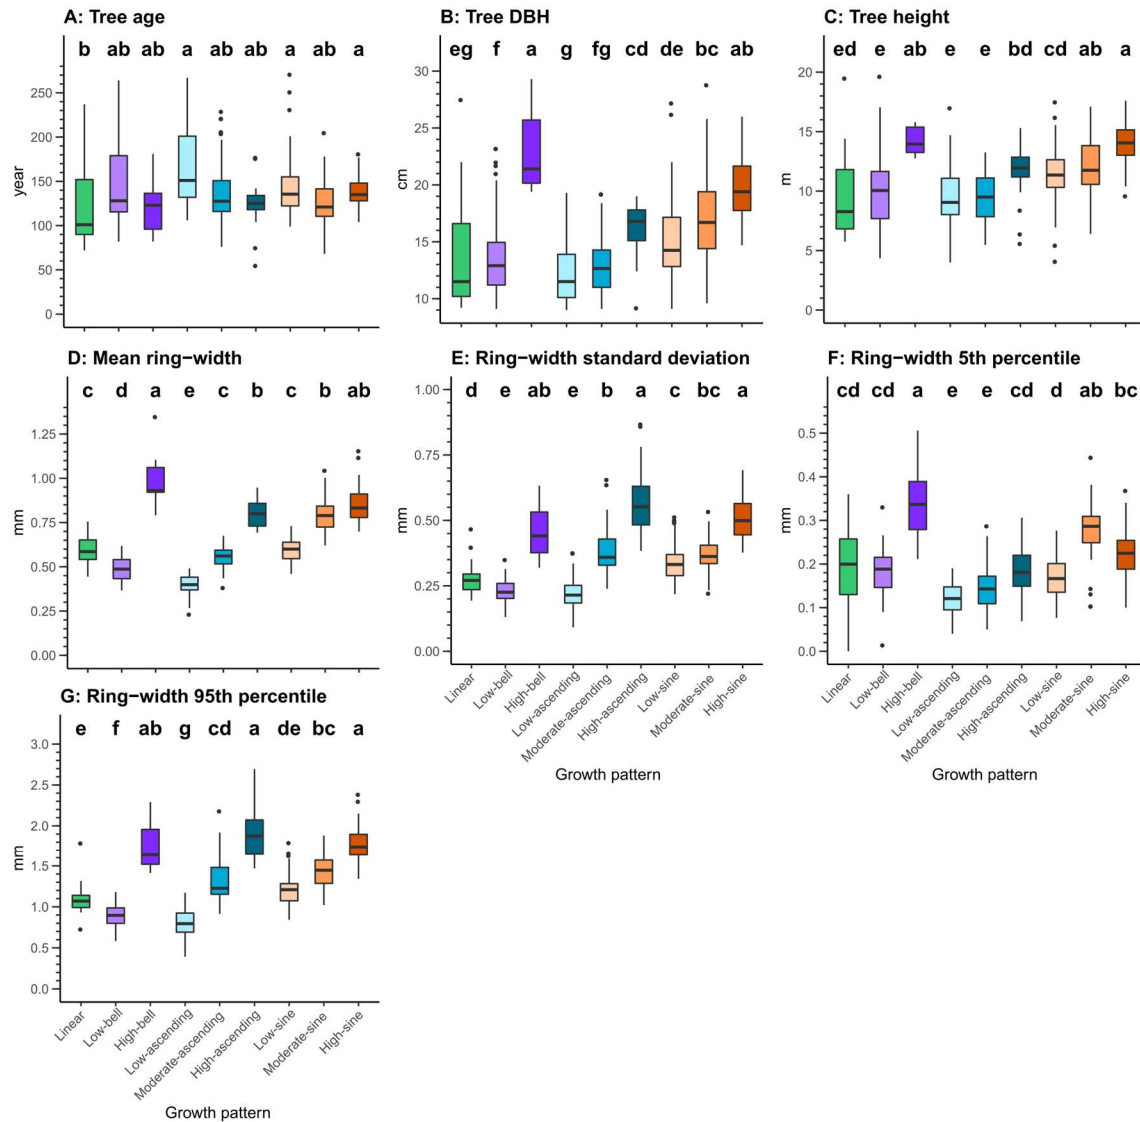 A: Tree age
b ab ab a ab ab a ab a
year
250
200
150
100
50
0
B: Tree DBH
eg f a g fg cd de bc ab
cm
30
25
20
15
10
C: Tree height
ed e ab e e bd cd ab a
m
20
15
10
5
0
D: Mean ring−width
c d a e c b c b ab
mm
1.25
1.00
0.75
0.50
0.25
0.00
E: Ring−width standard deviation
d e ab e b a c bc a
mm
1.00
0.75
0.50
0.25
0.00
Linear
Low-bell
High-bell
Low-ascending
Moderate-ascending
High-ascending
Low-sine
Moderate-sine
High-sine
Growth pattern
F: Ring−width 5th percentile
cd cd a e e cd d ab bc
mm
0.5
0.4
0.3
0.2
0.1
0.0
Linear
Low-bell
High-bell
Low-ascending
Moderate-ascending
High-ascending
Low-sine
Moderate-sine
High-sine
Growth pattern
G: Ring−width 95th percentile
e f ab g cd a de bc a
mm
3.0
2.5
2.0
1.5
1.0
0.5
0.0
Linear
Low-bell
High-bell
Low-ascending
Moderate-ascending
High-ascending
Low-sine
Moderate-sine
High-sine
Growth pattern